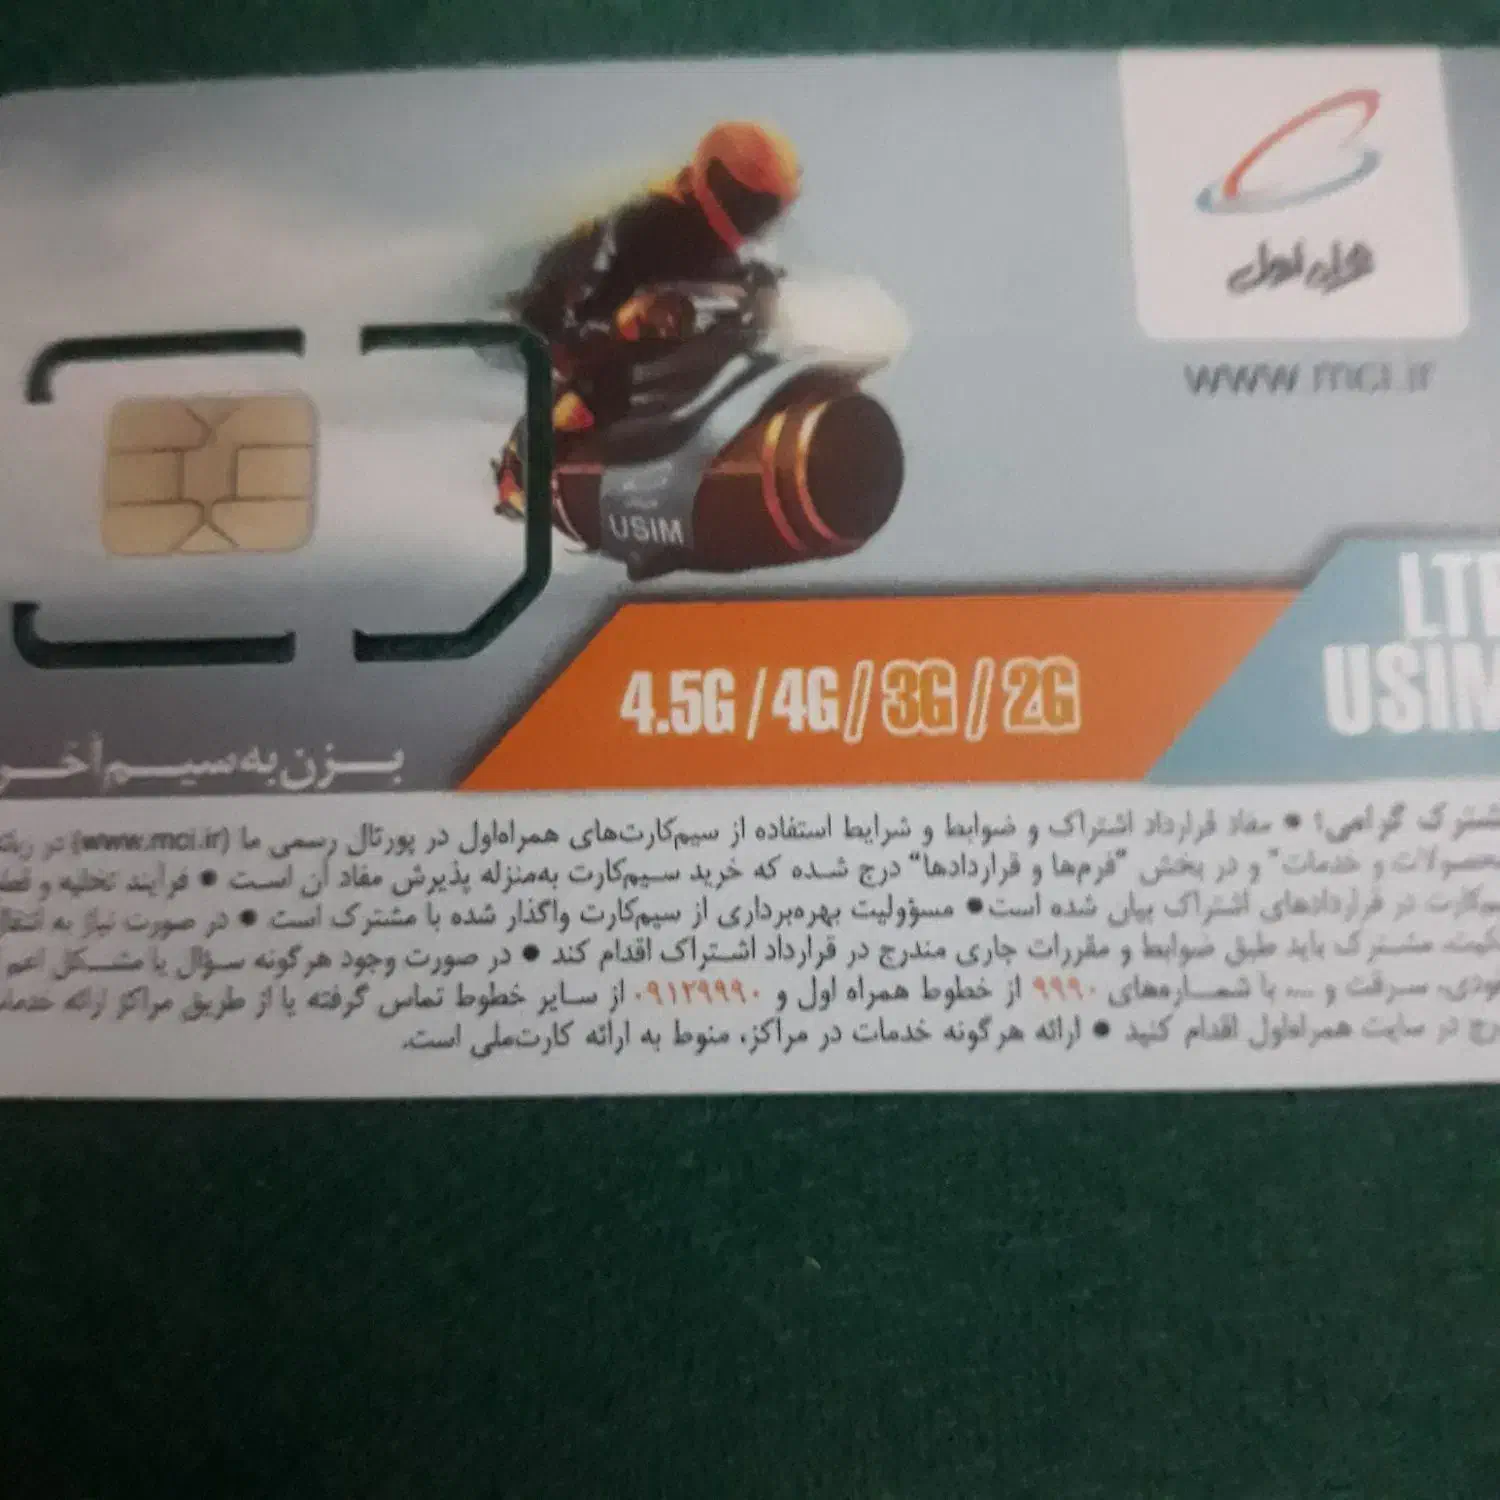 همراه اول
www.mci.ir
USIM
LTE
USIM
4.5G / 4G / 3G / 2G
بزن به سیم آخر
مشترک گرامی؛ • مفاد قرارداد اشتراک و ضوابط و شرایط استفاده از سیم‌کارت‌های همراه‌اول در پورتال رسمی ما (www.mci.ir) در
محصولات و خدمات" و در بخش "فرم‌ها و قراردادها" درج شده که خرید سیم‌کارت به‌منزله پذیرش مفاد آن است • فرآیند تخلیه و
سیم‌کارت در قراردادهای اشتراک بیان شده است • مسؤولیت بهره‌برداری از سیم‌کارت واگذار شده با مشترک است • در صورت نیاز به انتقال
مشترک باید طبق ضوابط و مقررات جاری مندرج در قرارداد اشتراک اقدام کند • در صورت وجود هرگونه سؤال یا مشکل اعم
سرقت و .... با شماره‌های ۹۹۹۰ از خطوط همراه اول و ۰۹۱۲۹۹۹۰ از سایر خطوط تماس گرفته یا از طریق مراکز ارائه
در سایت همراه‌اول اقدام کنید • ارائه هرگونه خدمات در مراکز، منوط به ارائه کارت‌ملی است.